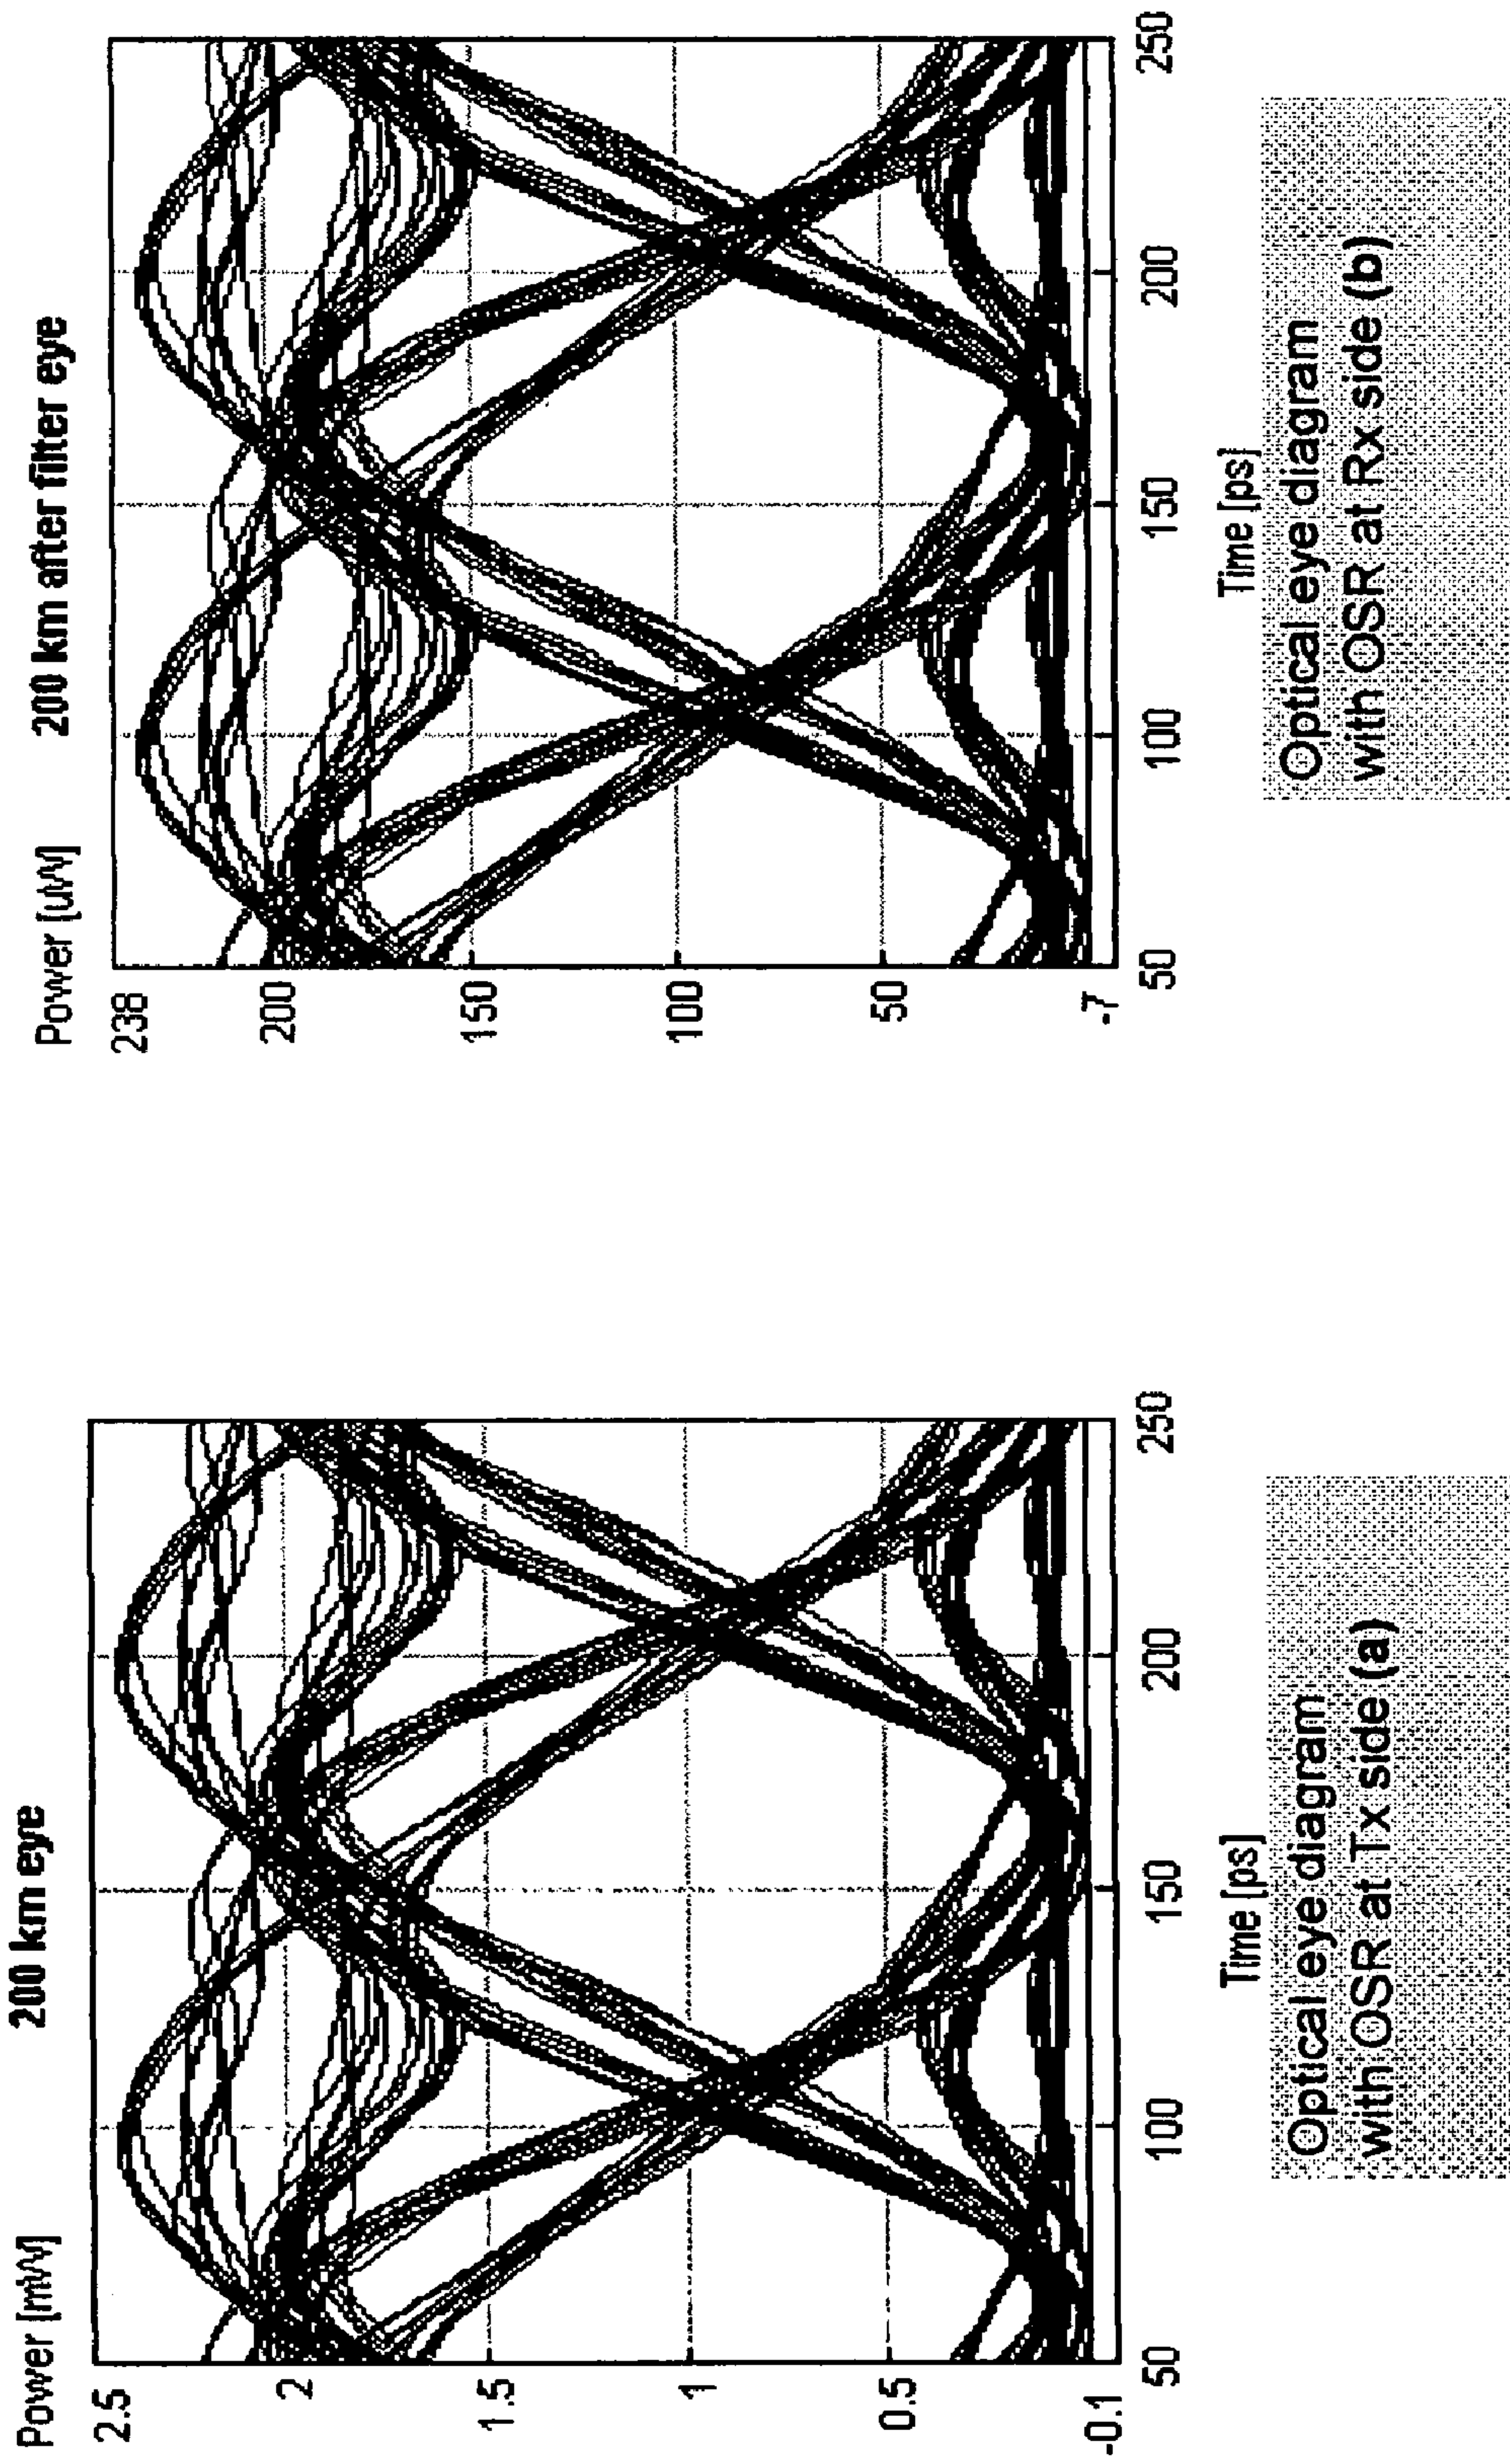 Power [mW]
200 km eye
2.5
2
1.5
1
0.5
-0.1
50
100
150
200
250
Time [ps]
Optical eye diagram
with OSR at Tx side (a)
Power [uW]
200 km after filter eye
238
200
150
100
50
-7
50
100
150
200
250
Time [ps]
Optical eye diagram
with OSR at Rx side (b)